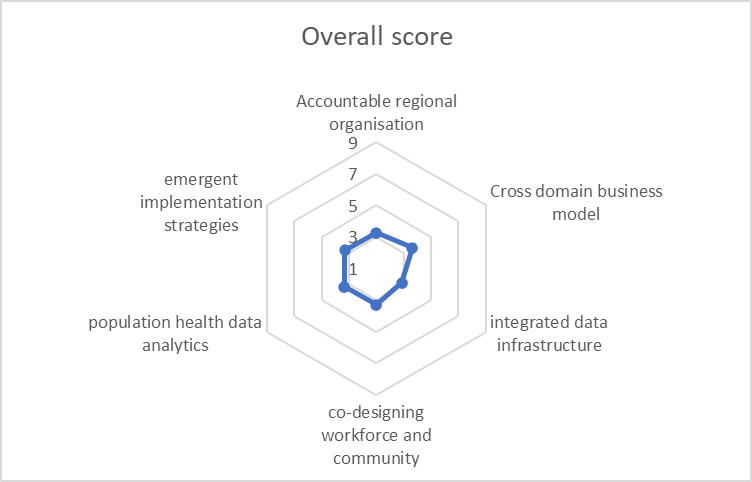 Overall score
Accountable regional
organisation
9
7
5
3
1
Cross domain business
model
integrated data
infrastructure
co-designing
workforce and
community
population health data
analytics
emergent
implementation
strategies